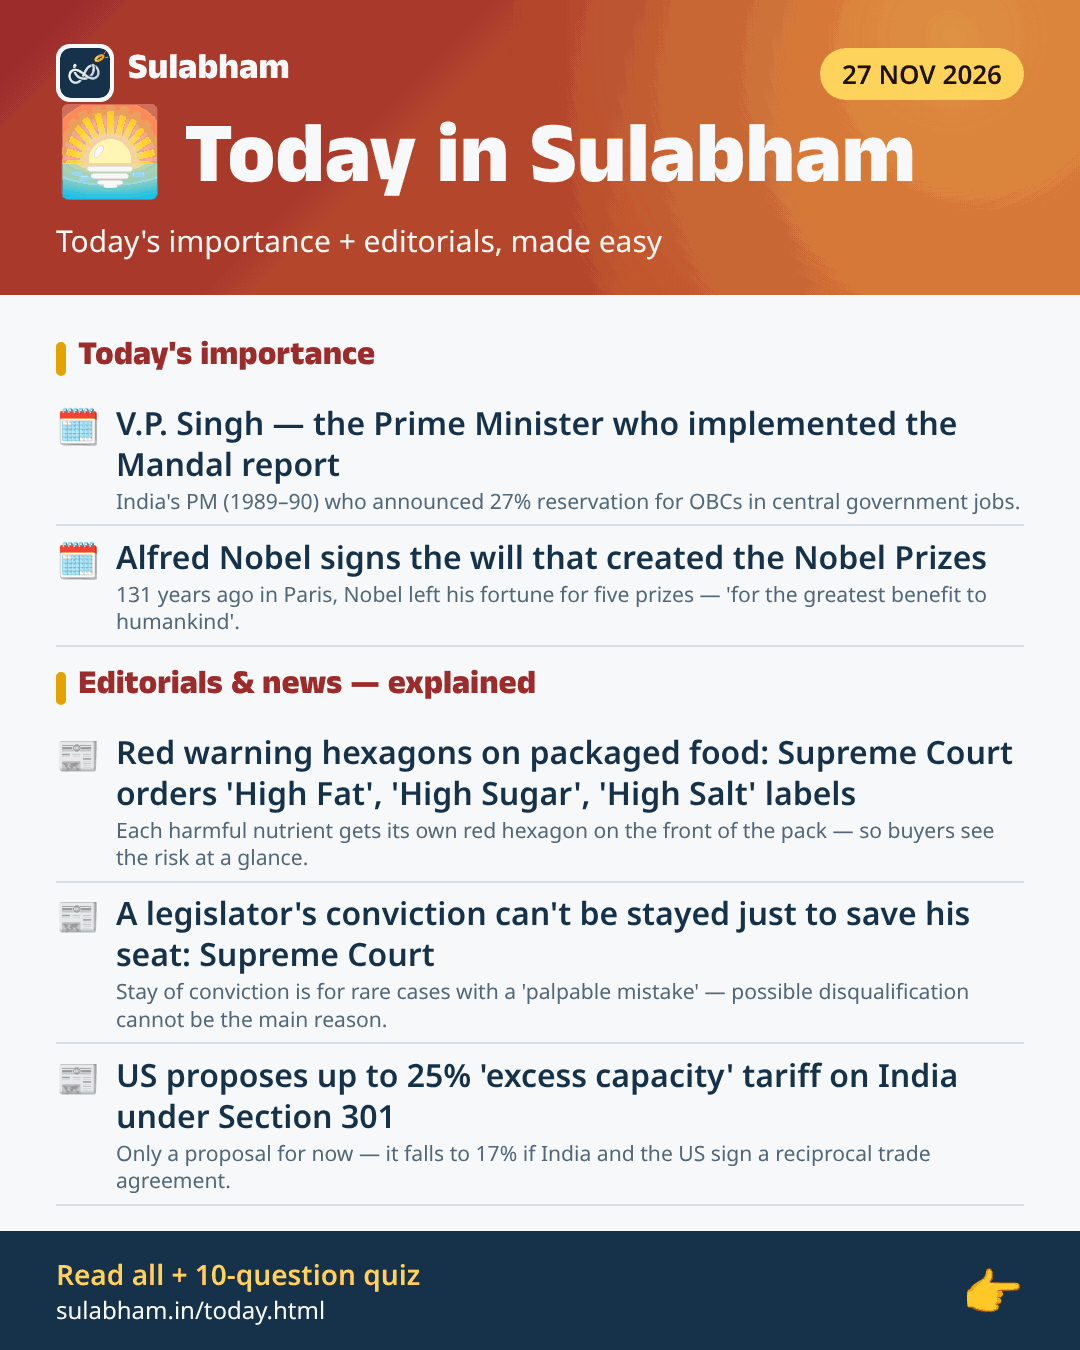 Sulabham
27 NOV 2026
Today in Sulabham
Today's importance + editorials, made easy
Today's importance
V.P. Singh — the Prime Minister who implemented the
Mandal report
India's PM (1989–90) who announced 27% reservation for OBCs in central government jobs.
Alfred Nobel signs the will that created the Nobel Prizes
131 years ago in Paris, Nobel left his fortune for five prizes — 'for the greatest benefit to
humankind'.
Editorials & news — explained
Red warning hexagons on packaged food: Supreme Court
orders 'High Fat', 'High Sugar', 'High Salt' labels
Each harmful nutrient gets its own red hexagon on the front of the pack — so buyers see
the risk at a glance.
A legislator's conviction can't be stayed just to save his
seat: Supreme Court
Stay of conviction is for rare cases with a 'palpable mistake' — possible disqualification
cannot be the main reason.
US proposes up to 25% 'excess capacity' tariff on India
under Section 301
Only a proposal for now — it falls to 17% if India and the US sign a reciprocal trade
agreement.
Read all + 10-question quiz
sulabham.in/today.html